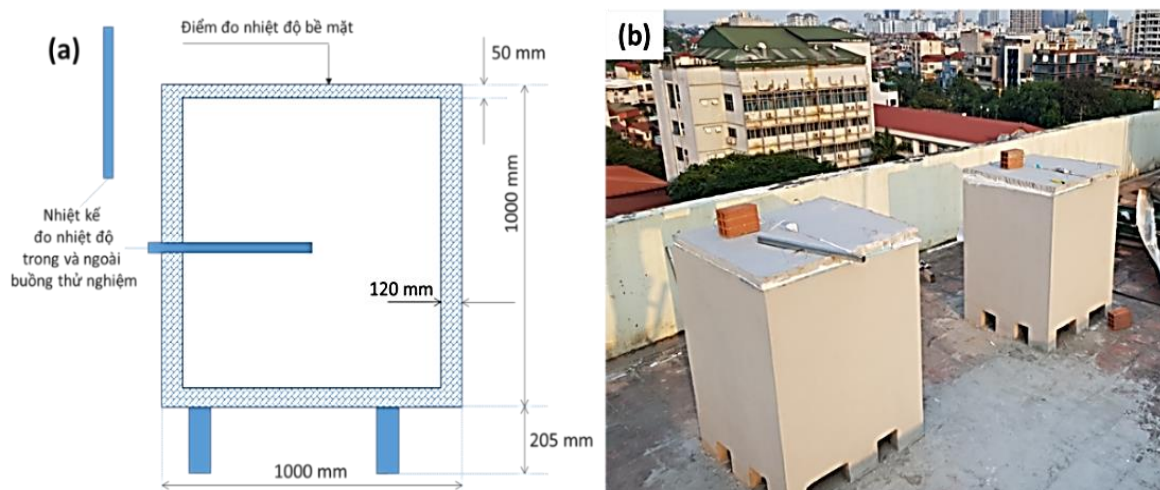 (a)
Điểm đo nhiệt độ bề mặt
50 mm
Nhiệt kế
đo nhiệt độ
trong và ngoài
buồng thử nghiệm
120 mm
1000 mm
205 mm
1000 mm
(b)